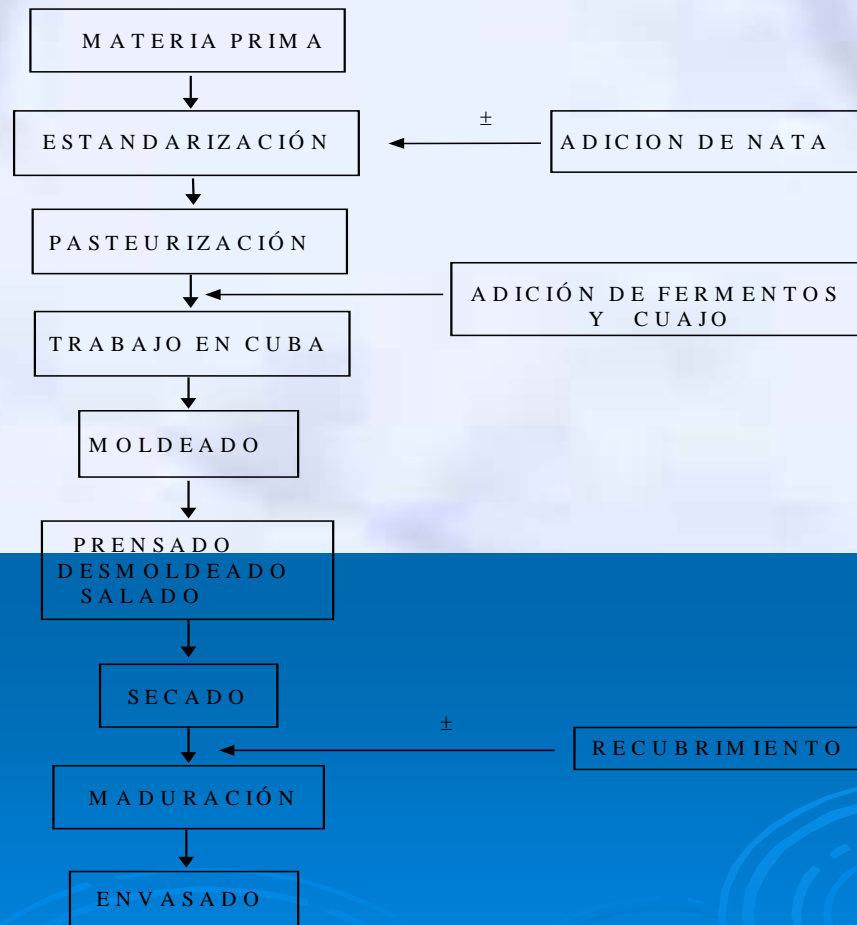 MATERIA PRIMA
ESTANDARIZACIÓN
±
ADICION DE NATA
PASTEURIZACIÓN
ADICIÓN DE FERMENTOS
Y CUAJO
TRABAJO EN CUBA
MOLDEADO
PRENSADO
DESMOLDEADO
SALADO
SECADO
±
RECUBRIMIENTO
MADURACIÓN
ENVASADO